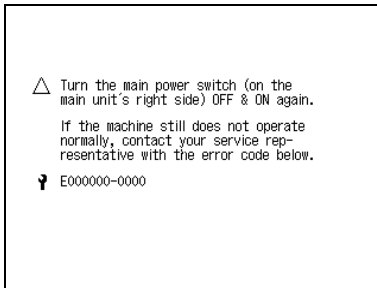 Turn the main power switch (on the
main unit's right side) OFF & ON again.
If the machine still does not operate
normally, contact your service rep-
resentative with the error code below.
E000000-0000